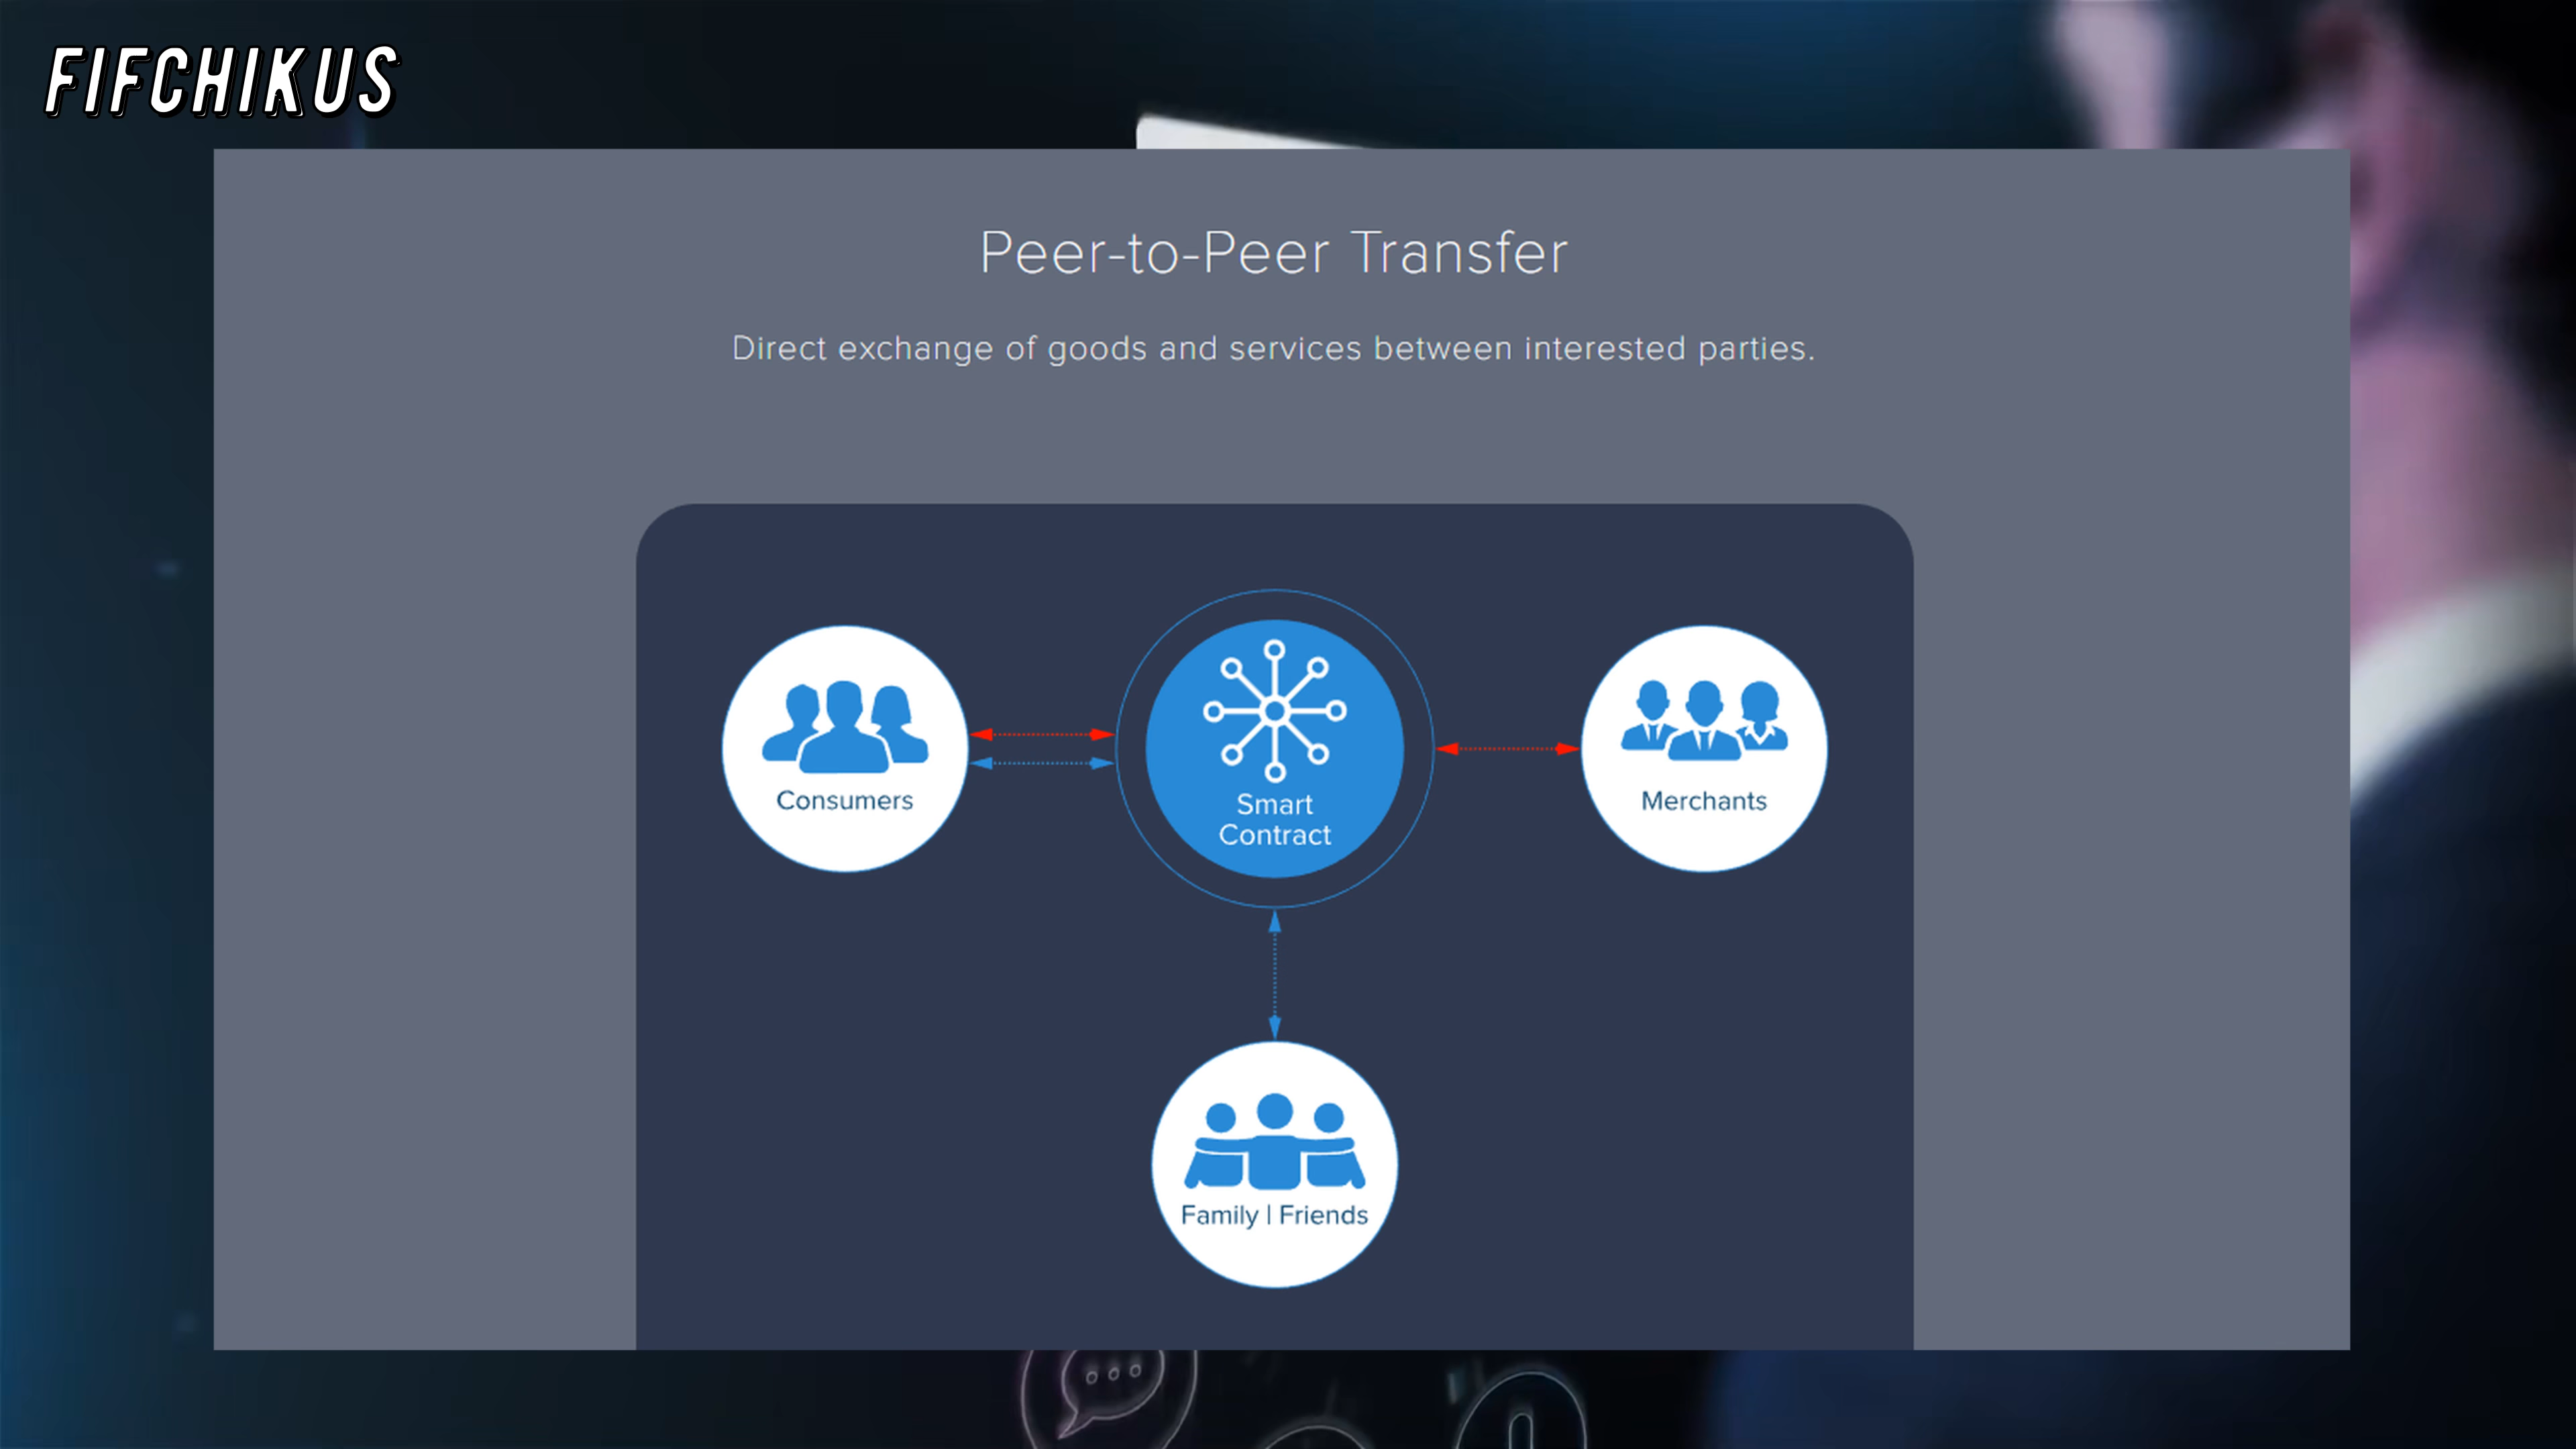 FIFCHIKUS
Peer-to-Peer Transfer
Direct exchange of goods and services between interested parties.
Consumers
Smart
Contract
Merchants
Family | Friends